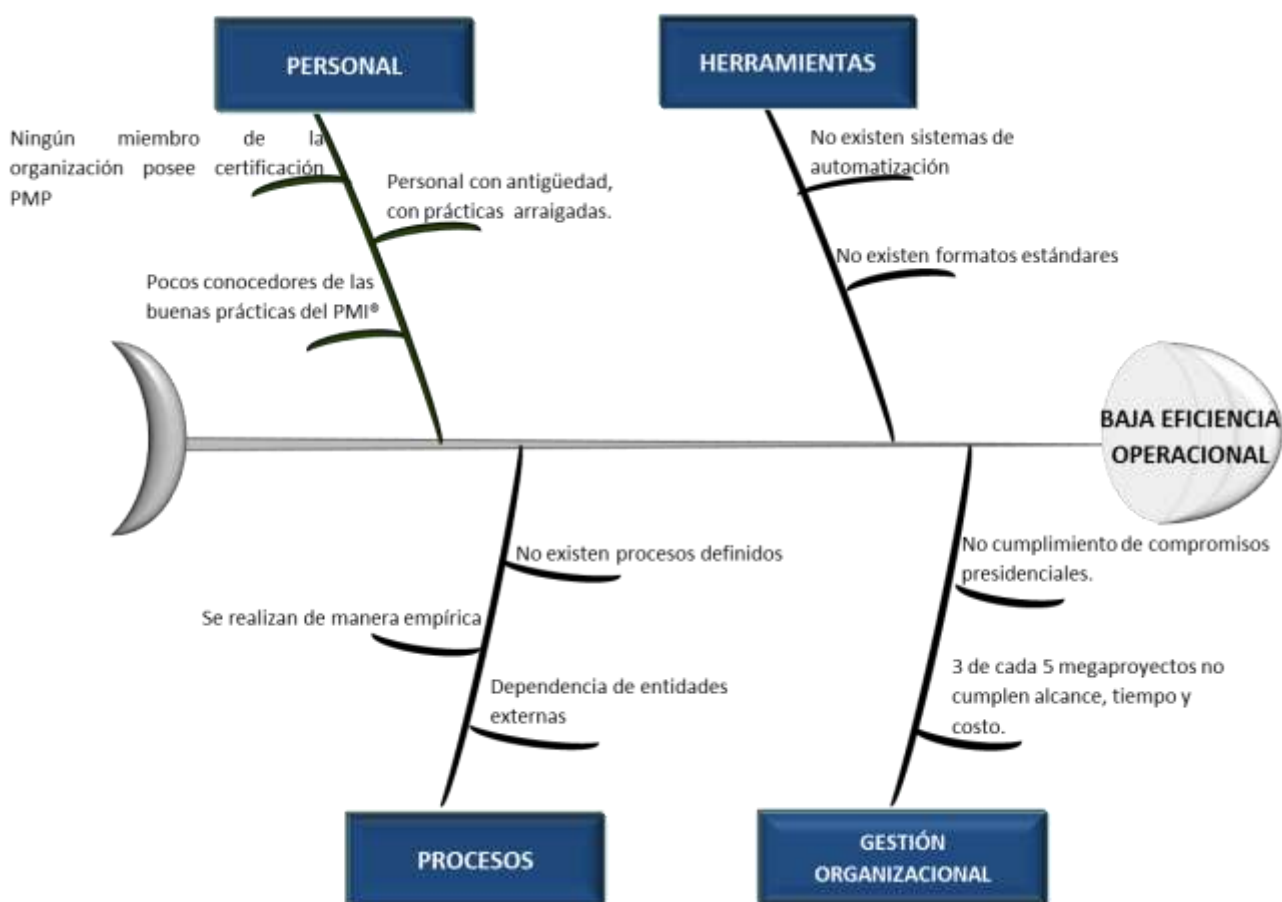 PERSONAL
HERRAMIENTAS
Ningún miembro de la
organización posee certificación
PMP
Personal con antigüedad,
con prácticas arraigadas.
Pocos conocedores de las
buenas prácticas del PMI®
No existen sistemas de
automatización
No existen formatos estándares
BAJA EFICIENCIA
OPERACIONAL
No existen procesos definidos
Se realizan de manera empírica
Dependencia de entidades
externas
No cumplimiento de compromisos
presidenciales.
3 de cada 5 megaproyectos no
cumplen alcance, tiempo y
costo.
PROCESOS
GESTIÓN
ORGANIZACIONAL